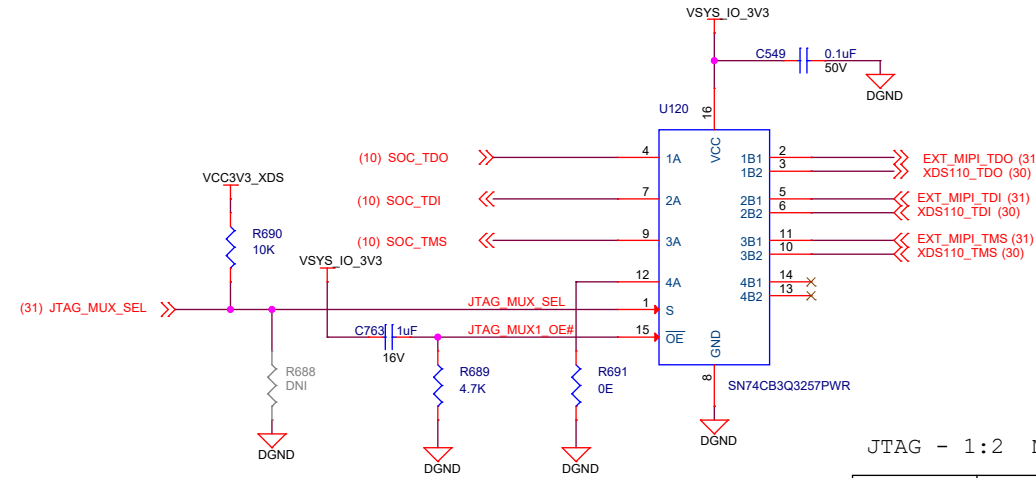 VSYS_IO_3V3
C549
0.1uF
50V
DGND
U120
16
VCC
(10) SOC_TDO
4
1A
1B1
2
EXT_MIPI_TDO (31
1B2
3
XDS110_TDO (30)
VCC3V3_XDS
(10) SOC_TDI
7
2A
2B1
5
EXT_MIPI_TDI (31)
2B2
6
XDS110_TDI (30)
R690
10K
(10) SOC_TMS
9
3A
3B1
11
EXT_MIPI_TMS (31)
3B2
10
XDS110_TMS (30)
VSYS_IO_3V3
12
4A
4B1
14
4B2
13
(31) JTAG_MUX_SEL
JTAG_MUX_SEL
1
S
C763
1uF
16V
JTAG_MUX1_OE#
15
OE
GND
8
R688
DNI
R689
4.7K
R691
0E
SN74CB3Q3257PWR
DGND
DGND
DGND
DGND
JTAG - 1:2